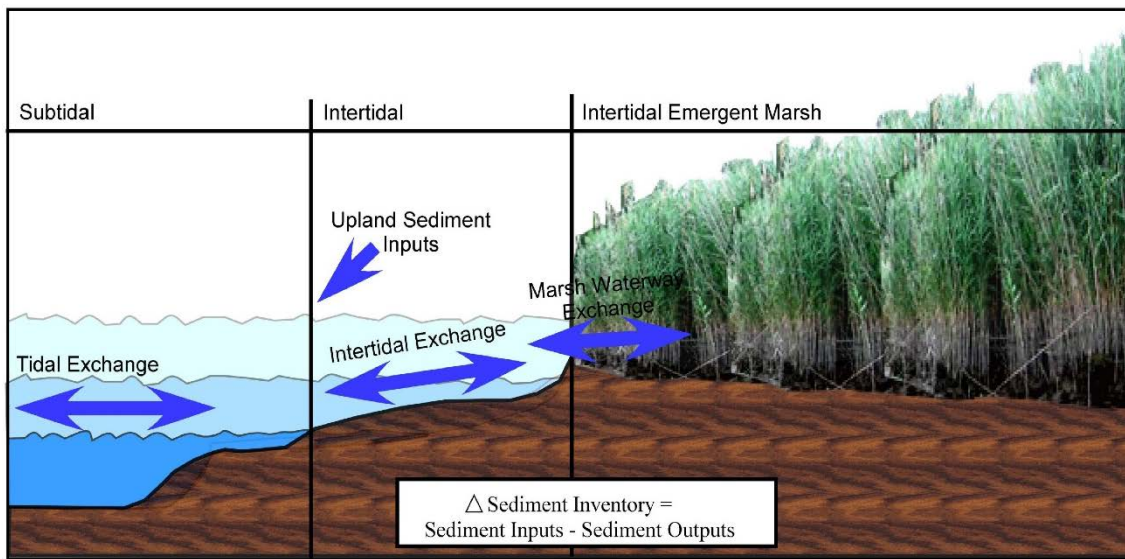 Subtidal
Intertidal
Intertidal Emergent Marsh
Upland Sediment
Inputs
Marsh Waterway
Exchange
Intertidal Exchange
Tidal Exchange
△ Sediment Inventory =
Sediment Inputs - Sediment Outputs